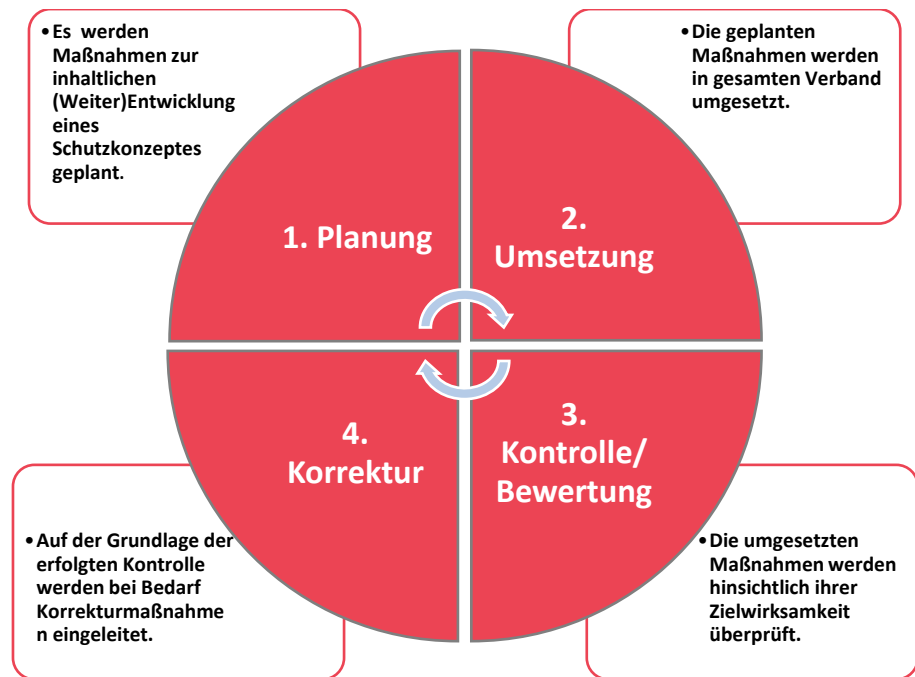 •Es werden
Maßnahmen zur
inhaltlichen
(Weiter)Entwicklung
eines
Schutzkonzeptes
geplant.
•Die geplanten
Maßnahmen werden
in gesamten Verband
umgesetzt.
1. Planung
2.
Umsetzung
4.
Korrektur
3.
Kontrolle/
Bewertung
•Auf der Grundlage der
erfolgten Kontrolle
werden bei Bedarf
Korrekturmaßnahme
n eingeleitet.
•Die umgesetzten
Maßnahmen werden
hinsichtlich ihrer
Zielwirksamkeit
überprüft.